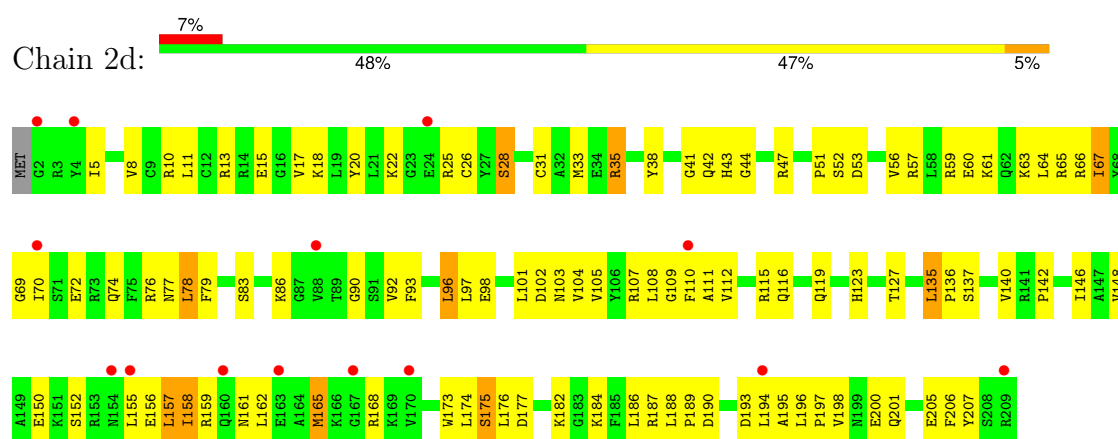 7%
Chain 2d:
48% 47% 5%
MET G2 R3 Y4 I5 V8 C9 R10 L11 C12 R13 R14 E15 G16 V17 K18 L19 Y20 L21 K22 G23 E24 R25 C26 Y27 S28 C31 A32 M33 E34 R35 Y38 G41 Q42 H43 G44 R47 P51 S52 D53 V56 R57 L58 R59 E60 K61 Q62 K63 L64 R65 R66 I67 Y68
G69 I70 S71 E72 R73 Q74 F75 R76 N77 L78 F79 S83 K86 G87 V88 T89 G90 S91 V92 F93 L96 L97 E98 L101 D102 N103 V104 V105 Y106 R107 L108 G109 F110 A111 V112 R115 Q116 Q119 H123 T127 L135 P136 S137 V140 R141 P142 I146 A147 V148
A149 E150 K151 S152 R153 N154 L155 E156 L157 I158 R159 Q160 N161 L162 E163 A164 M165 K166 G167 R168 K169 V170 W173 L174 S175 L176 D177 K182 G183 K184 F185 L186 R187 L188 P189 D190 D193 L194 A195 L196 P197 V198 N199 E200 Q201 E205 F206 Y207 S208 R209